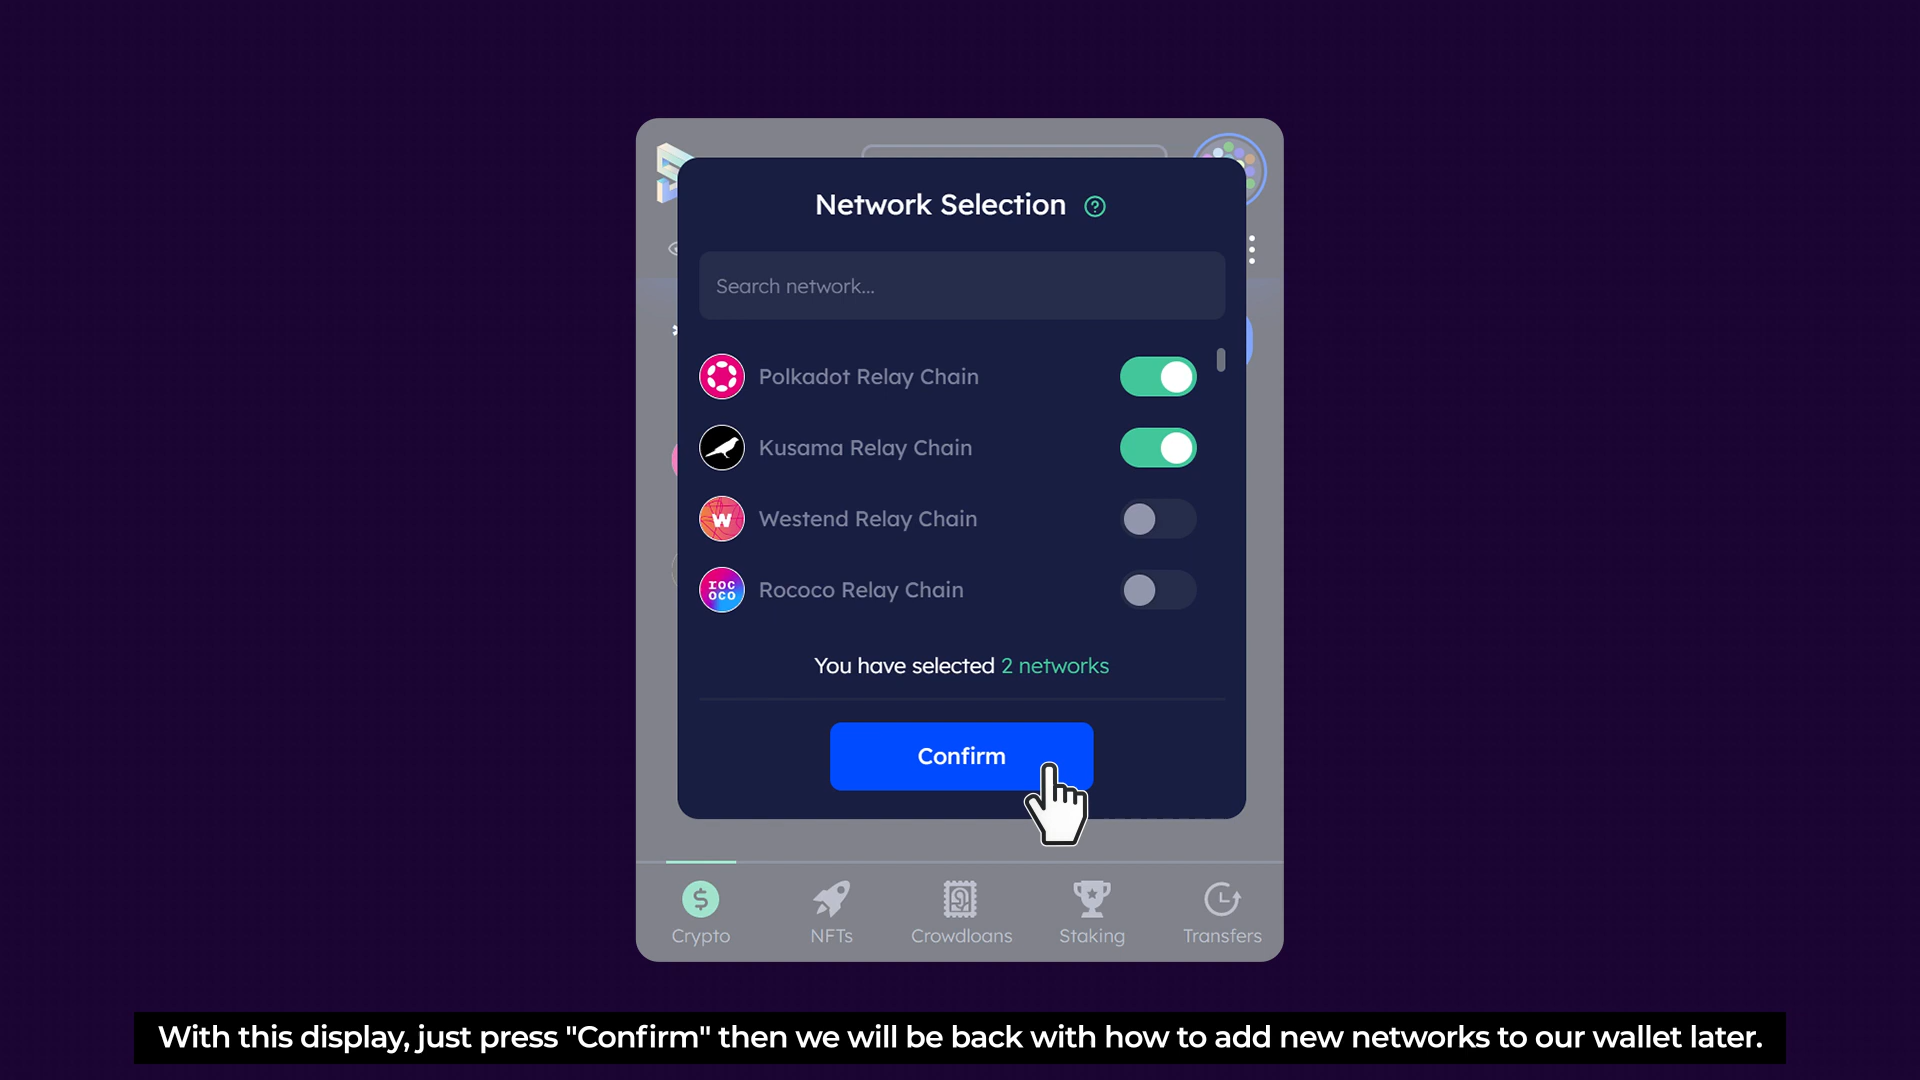 Network Selection
Search network...
Polkadot Relay Chain
Kusama Relay Chain
W
Westend Relay Chain
roc
oco
Rococo Relay Chain
You have selected 2 networks
Confirm
Crypto
NFTs
Crowdloans
Staking
Transfers
With this display, just press "Confirm" then we will be back with how to add new networks to our wallet later.